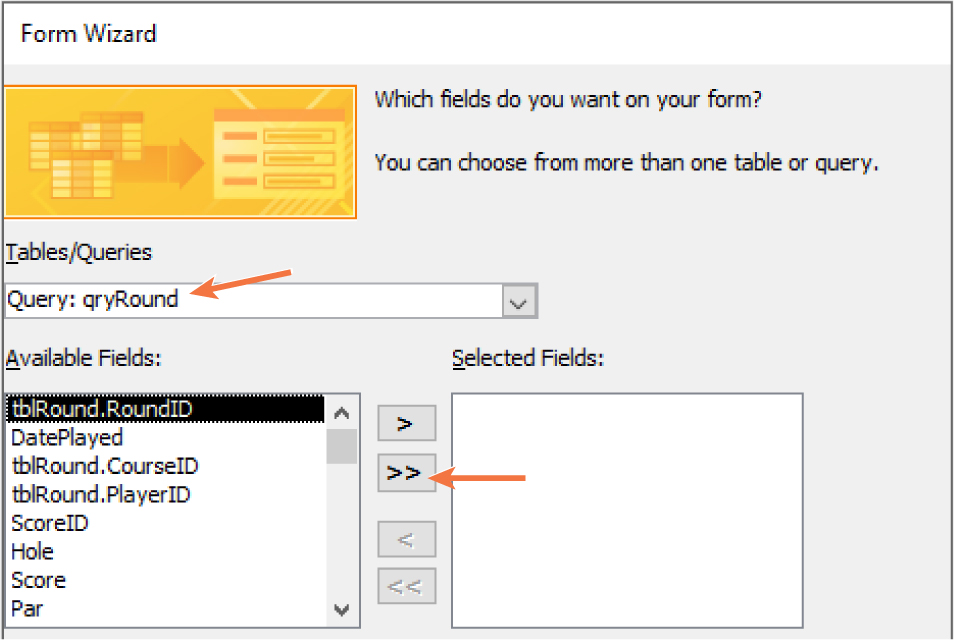 Form Wizard
Which fields do you want on your form?
You can choose from more than one table or query.
Tables/Queries
Query: qryRound
Available Fields:
Selected Fields:
tblRound.RoundID
DatePlayed
tblRound.CourseID
tblRound.PlayerID
ScoreID
Hole
Score
Par
>
>>
<
<<